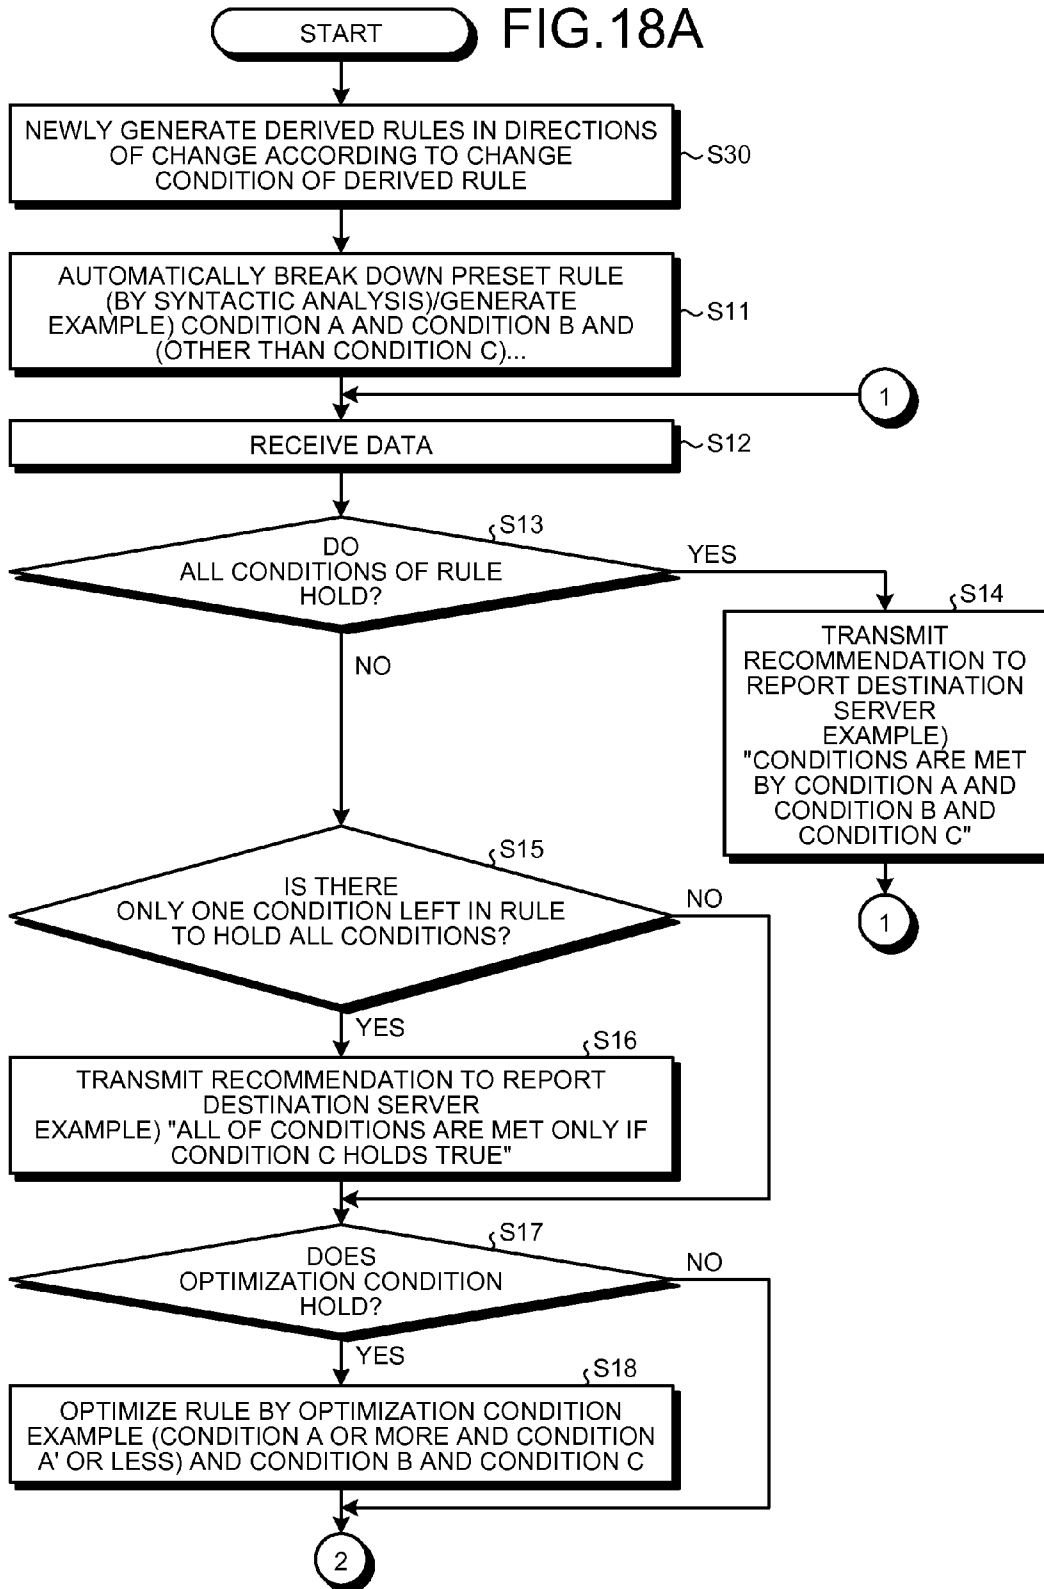 START
FIG.18A
NEWLY GENERATE DERIVED RULES IN DIRECTIONS
OF CHANGE ACCORDING TO CHANGE
CONDITION OF DERIVED RULE
S30
AUTOMATICALLY BREAK DOWN PRESET RULE
(BY SYNTACTIC ANALYSIS)/GENERATE
EXAMPLE) CONDITION A AND CONDITION B AND
(OTHER THAN CONDITION C)...
S11
1
RECEIVE DATA
S12
S13
DO
ALL CONDITIONS OF RULE
HOLD?
YES
NO
S14
TRANSMIT
RECOMMENDATION TO
REPORT DESTINATION
SERVER
EXAMPLE)
"CONDITIONS ARE MET
BY CONDITION A AND
CONDITION B AND
CONDITION C"
1
S15
IS THERE
ONLY ONE CONDITION LEFT IN RULE
TO HOLD ALL CONDITIONS?
NO
YES
S16
TRANSMIT RECOMMENDATION TO REPORT
DESTINATION SERVER
EXAMPLE) "ALL OF CONDITIONS ARE MET ONLY IF
CONDITION C HOLDS TRUE"
S17
DOES
OPTIMIZATION CONDITION
HOLD?
NO
YES
S18
OPTIMIZE RULE BY OPTIMIZATION CONDITION
EXAMPLE (CONDITION A OR MORE AND CONDITION
A' OR LESS) AND CONDITION B AND CONDITION C
2